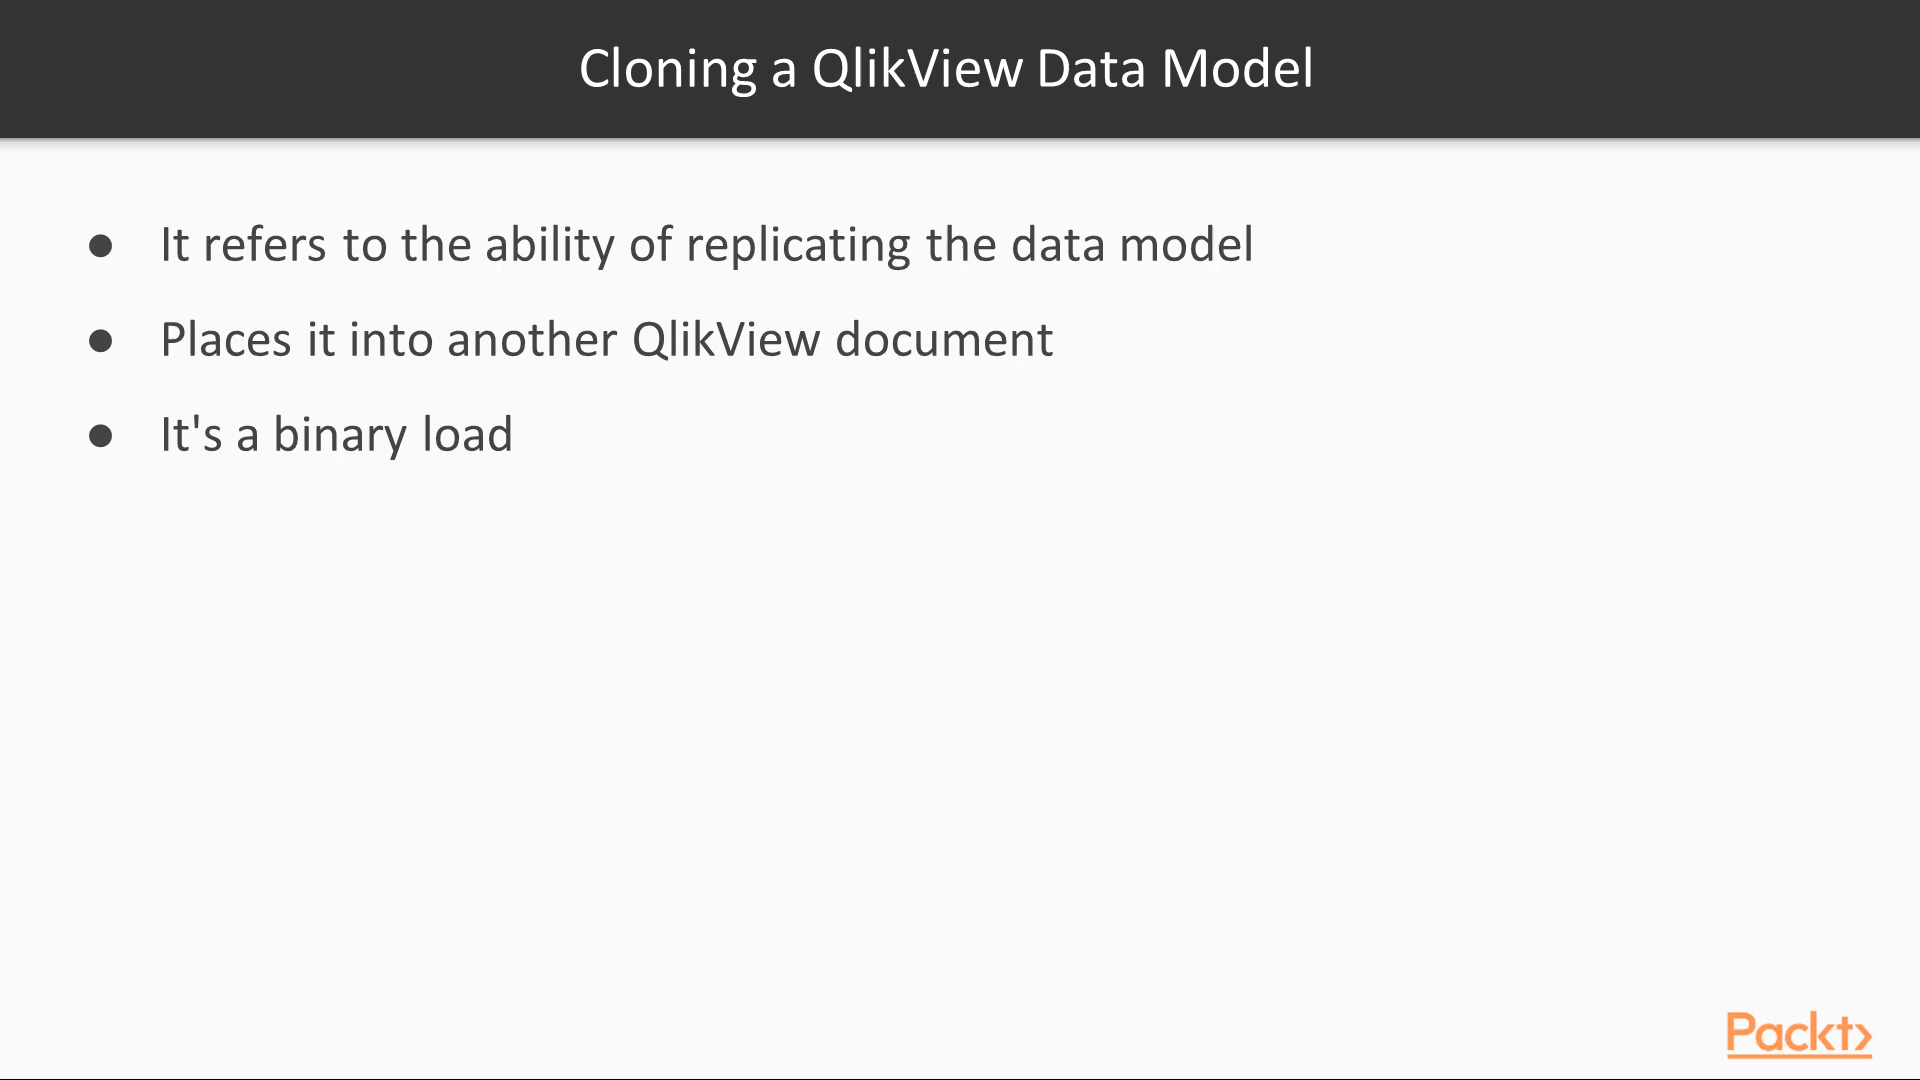 Cloning a QlikView Data Model
● It refers to the ability of replicating the data model
● Places it into another QlikView document
● It's a binary load
Packt>